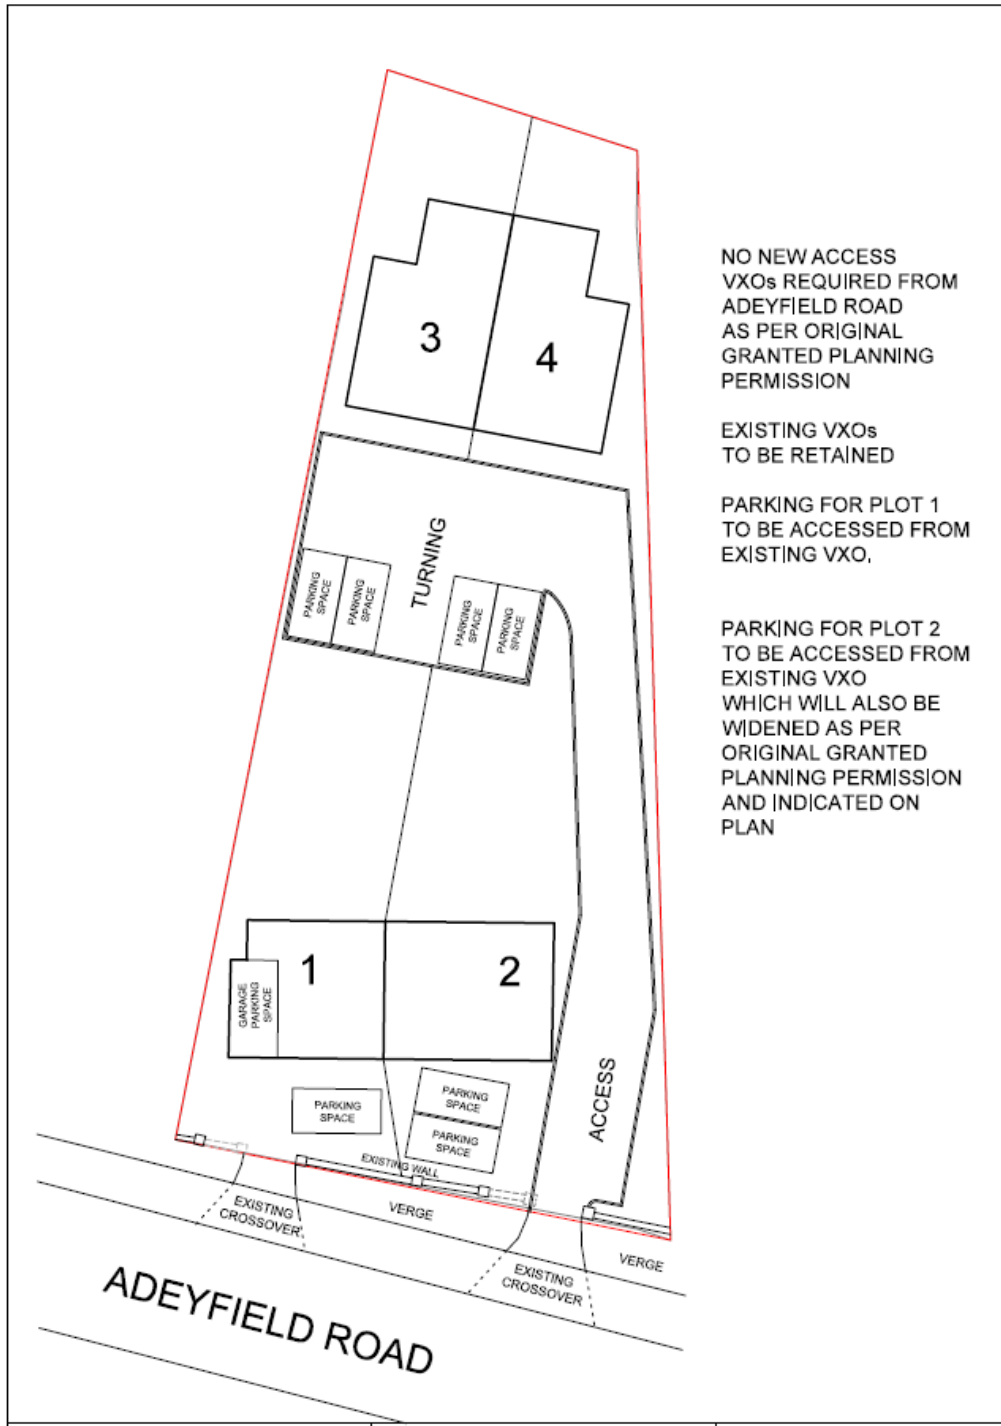 NO NEW ACCESS
VXOs REQUIRED FROM
ADEYFIELD ROAD
AS PER ORIGINAL
GRANTED PLANNING
PERMISSION
EXISTING VXOs
TO BE RETAINED
PARKING FOR PLOT 1
TO BE ACCESSED FROM
EXISTING VXO.
PARKING FOR PLOT 2
TO BE ACCESSED FROM
EXISTING VXO
WHICH WILL ALSO BE
WIDENED AS PER
ORIGINAL GRANTED
PLANNING PERMISSION
AND INDICATED ON
PLAN
3
4
TURNING
PARKING
SPACE
PARKING
SPACE
PARKING
SPACE
PARKING
SPACE
1
2
GARAGE
PARKING
SPACE
PARKING
SPACE
PARKING
SPACE
PARKING
SPACE
ACCESS
EXISTING WALL
VERGE
EXISTING
CROSSOVER
EXISTING
CROSSOVER
VERGE
ADEYFIELD ROAD